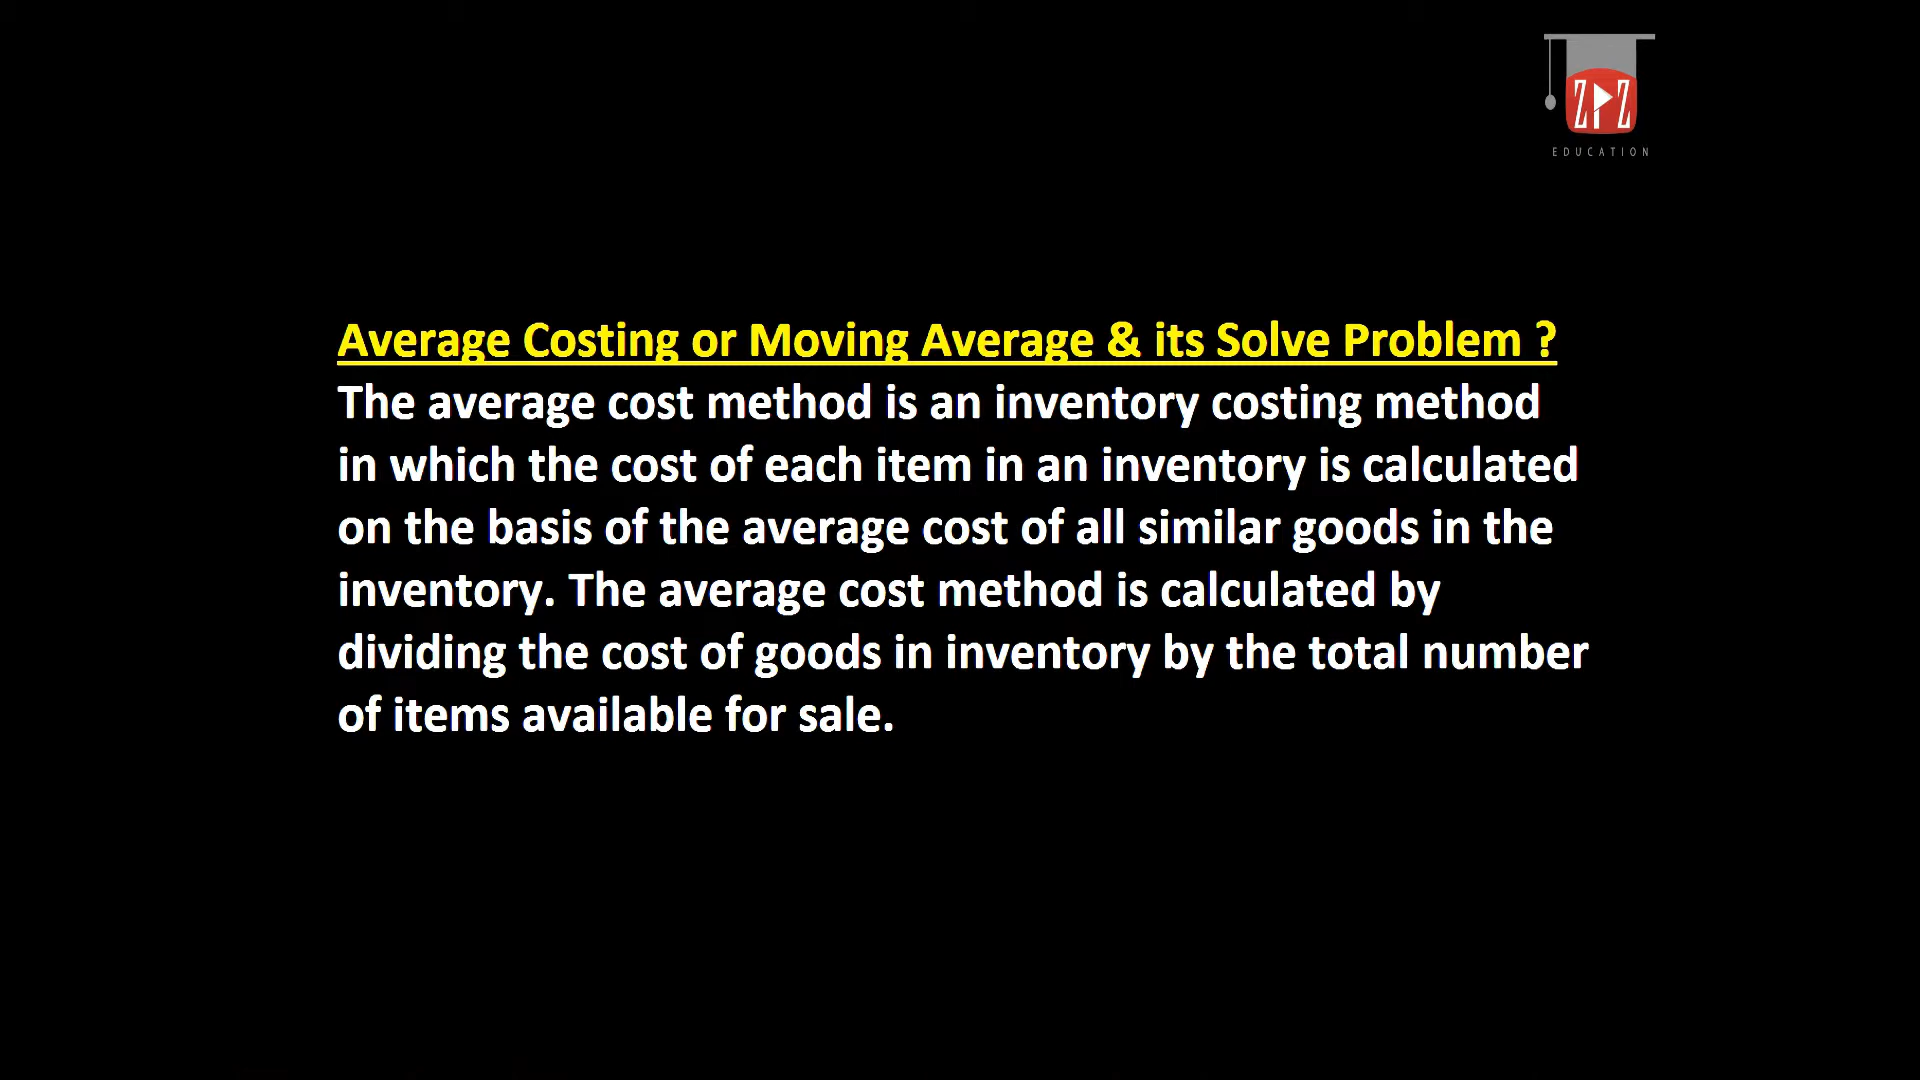 ZPZ
EDUCATION
Average Costing or Moving Average & its Solve Problem ?
The average cost method is an inventory costing method
in which the cost of each item in an inventory is calculated
on the basis of the average cost of all similar goods in the
inventory. The average cost method is calculated by
dividing the cost of goods in inventory by the total number
of items available for sale.